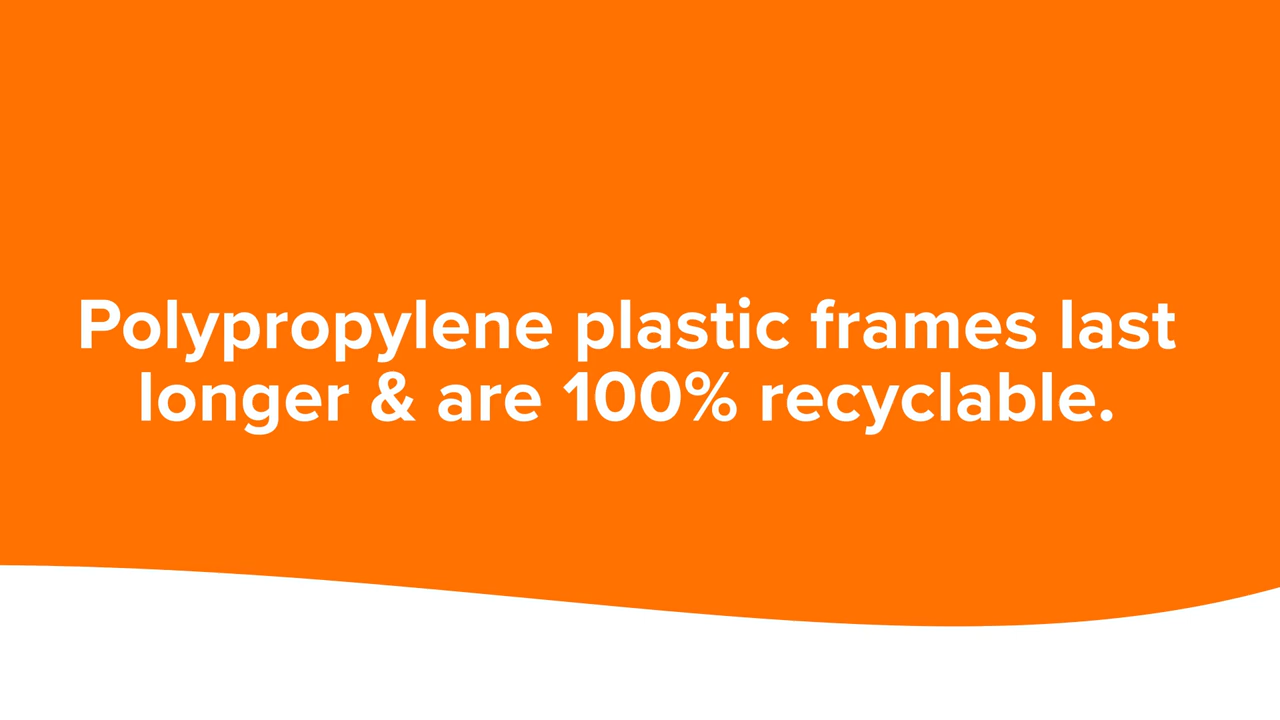 Polypropylene plastic frames last
longer & are 100% recyclable.